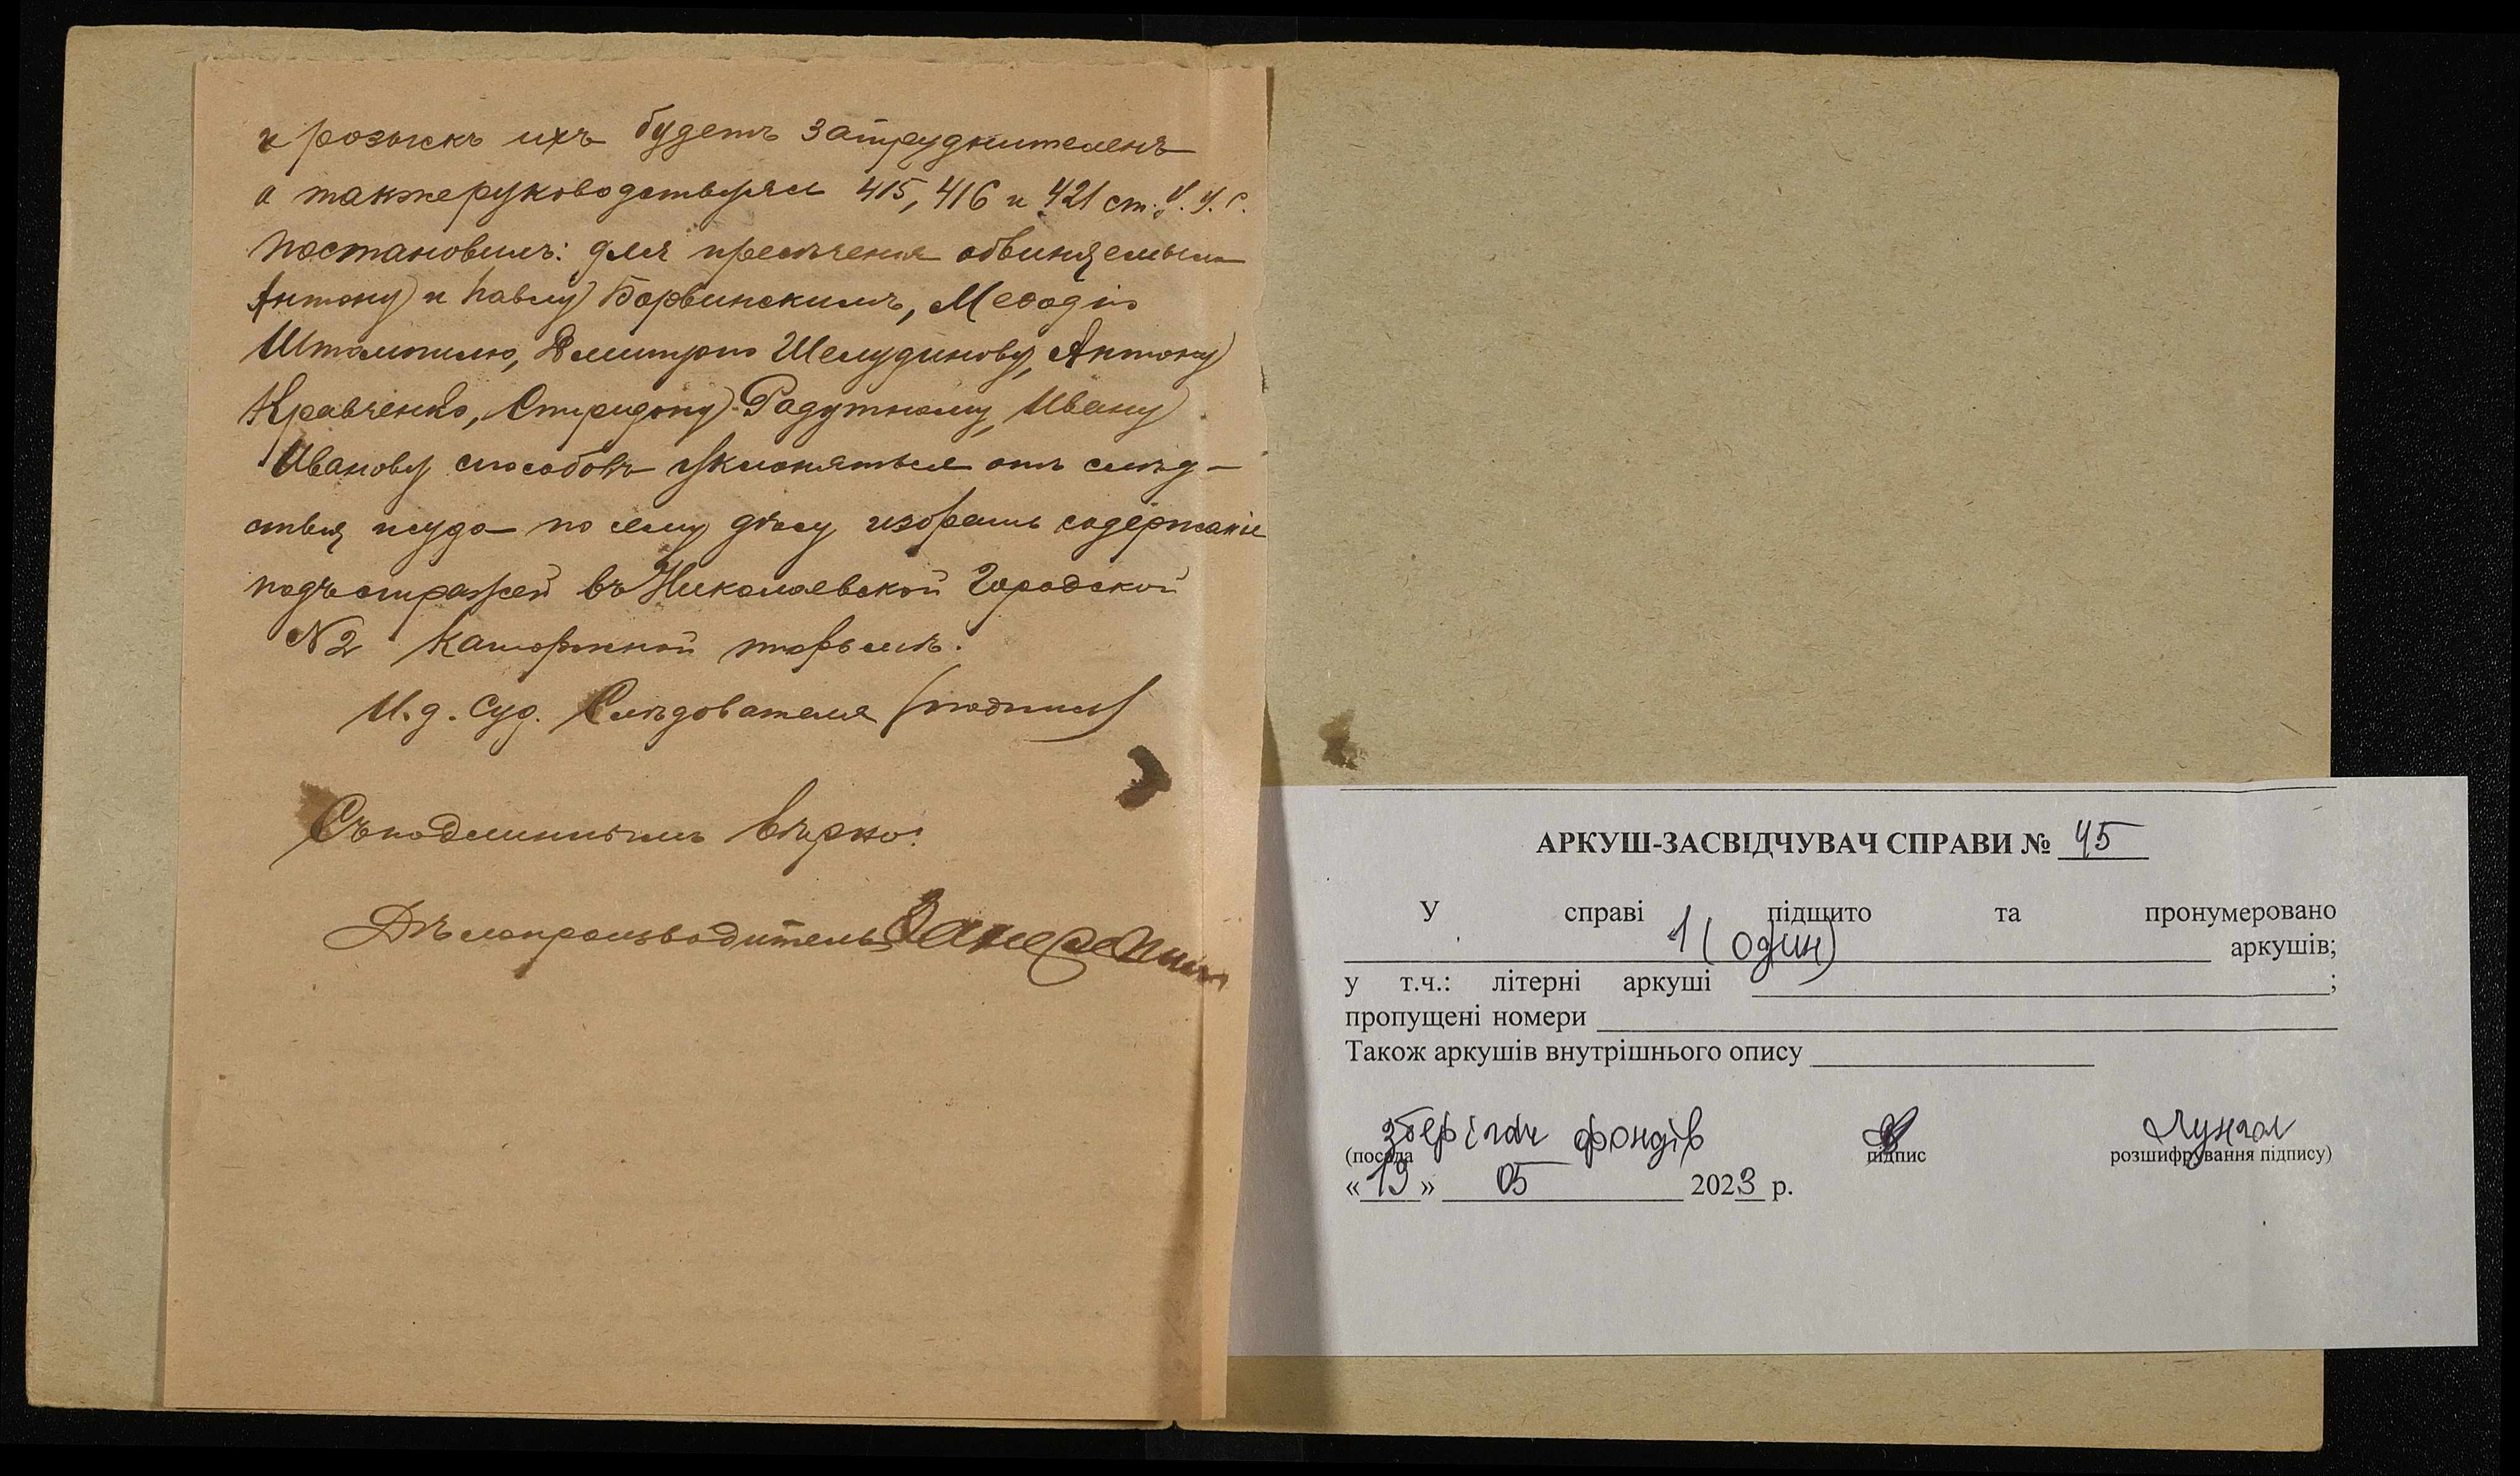 и розыскъ ихъ будетъ затруднителенъ
а также руководствуясь 415, 416 и 421 ст. У. У. С.
постановилъ: для пресѣченія обвиняемымъ
Антону и Павлу Борвинскимъ, Меѳодію
Дмитрію Шелудинову, Антону
Кравченко, Спиридону Радутному, Ивану
Иванову способовъ уклоняться отъ слѣд-
ствія и суда по сему дѣлу избрать содержаніе
подъ стражей въ Николаевской Городской
№2 каторжной тюрьмѣ.
И. д. Суд. Слѣдователя (подпись)
Съ подлиннымъ вѣрно:
Дѣлопроизводитель
АРКУШ-ЗАСВІДЧУВАЧ СПРАВИ № 45
У справі підшито та пронумеровано
1 (один) аркушів;
у т.ч.: літерні аркуші ;
пропущені номери
Також аркушів внутрішнього опису
зберігач фондів
(посада підпис розшифрування підпису)
«19» 05 2023 р.